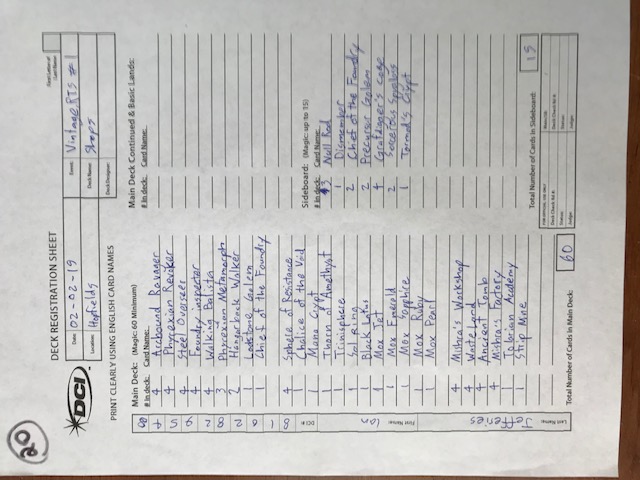 20
DECK REGISTRATION SHEET
First Letter of Last Name:
DCI
Date: 02-02-19
Event: Vintage RTS #1
Location: Hopfields
Deck Name: Shops
Deck Designer:
PRINT CLEARLY USING ENGLISH CARD NAMES
Main Deck: (Magic: 60 Minimum)
# in deck: Card Name:
4 Arcbound Ravager
4 Phyrexian Revoker
4 Steel Overseer
4 Foundry inspector
4 Walking Balista
3 Phyrexian Metamorph
2 Hangarback Walker
1 Lodstone Golem
1 Chief of the Foundry
4 Sphere of Resistance
1 Chalice of the Void
1 Mana Crypt
1 Thorn of Amethyst
1 Trinisphere
1 Sol Ring
1 Black Lotus
1 Mox Jet
1 Mox Emerald
1 Mox Sapphire
1 Mox Ruby
1 Mox Pearl
4 Mishra's Workshop
4 Wasteland
4 Ancient Tomb
4 Mishra's Factory
1 Tolarian Academy
1 Strip Mine
Total Number of Cards in Main Deck: 60
Main Deck Continued & Basic Lands:
# in deck: Card Name:
Sideboard: (Magic: up to 15)
# in deck: Card Name:
3 Null Rod
1 Dismember
2 Chief of the Foundry
2 Precursor Golem
4 Grafdigger's cage
2 Sorcerous Spyglass
1 Tormod's Crypt
Total Number of Cards in Sideboard: 15
FOR OFFICIAL USE ONLY
Deck Check Rd #:
Status:
Judge:
Main/SB:
Deck Check Rd #:
Status:
Judge:
Last Name: Jefferies
First Name: Ian
DCI #: